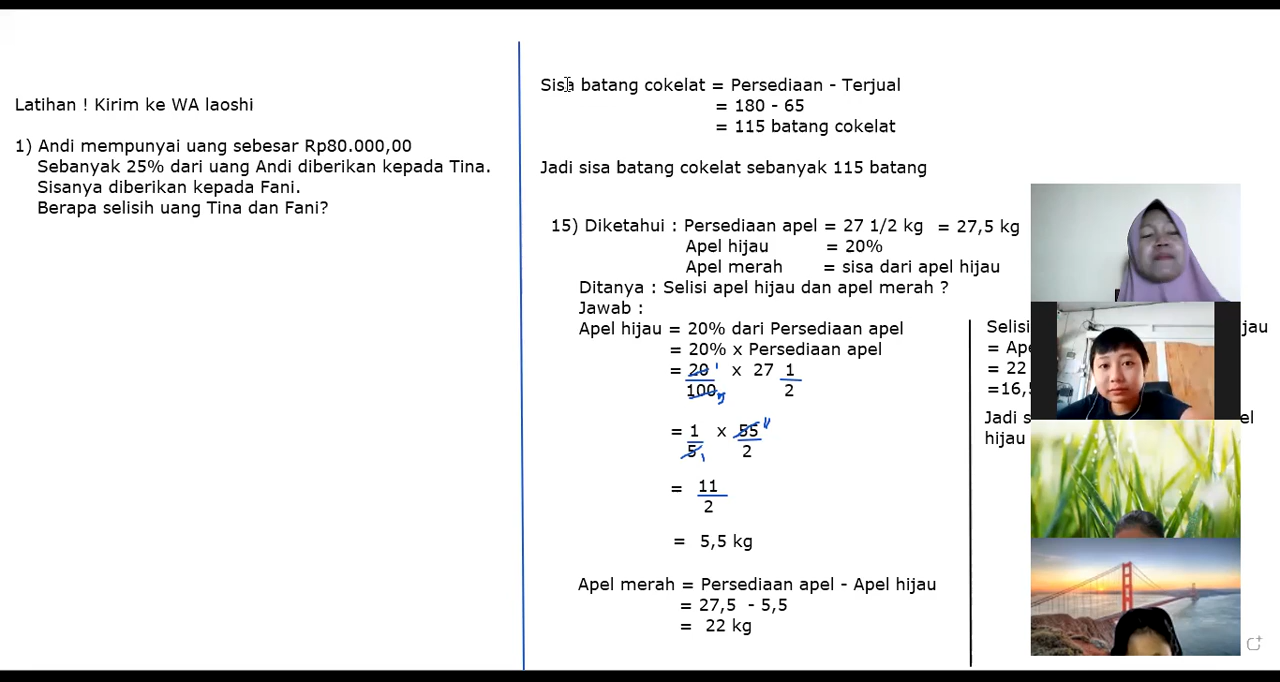 Latihan ! Kirim ke WA laoshi
1) Andi mempunyai uang sebesar Rp80.000,00
Sebanyak 25% dari uang Andi diberikan kepada Tina.
Sisanya diberikan kepada Fani.
Berapa selisih uang Tina dan Fani?
Sisa batang cokelat = Persediaan - Terjual
= 180 - 65
= 115 batang cokelat
Jadi sisa batang cokelat sebanyak 115 batang
15) Diketahui : Persediaan apel = 27 1/2 kg = 27,5 kg
Apel hijau = 20%
Apel merah = sisa dari apel hijau
Ditanya : Selisi apel hijau dan apel merah ?
Jawab :
Apel hijau = 20% dari Persediaan apel
= 20% x Persediaan apel
= 20 1 x 27 1
100 5 2
= 1 x 55 11
5 1 2
= 11
2
= 5,5 kg
Apel merah = Persediaan apel - Apel hijau
= 27,5 - 5,5
= 22 kg
=
= 22
Jadi
hijau